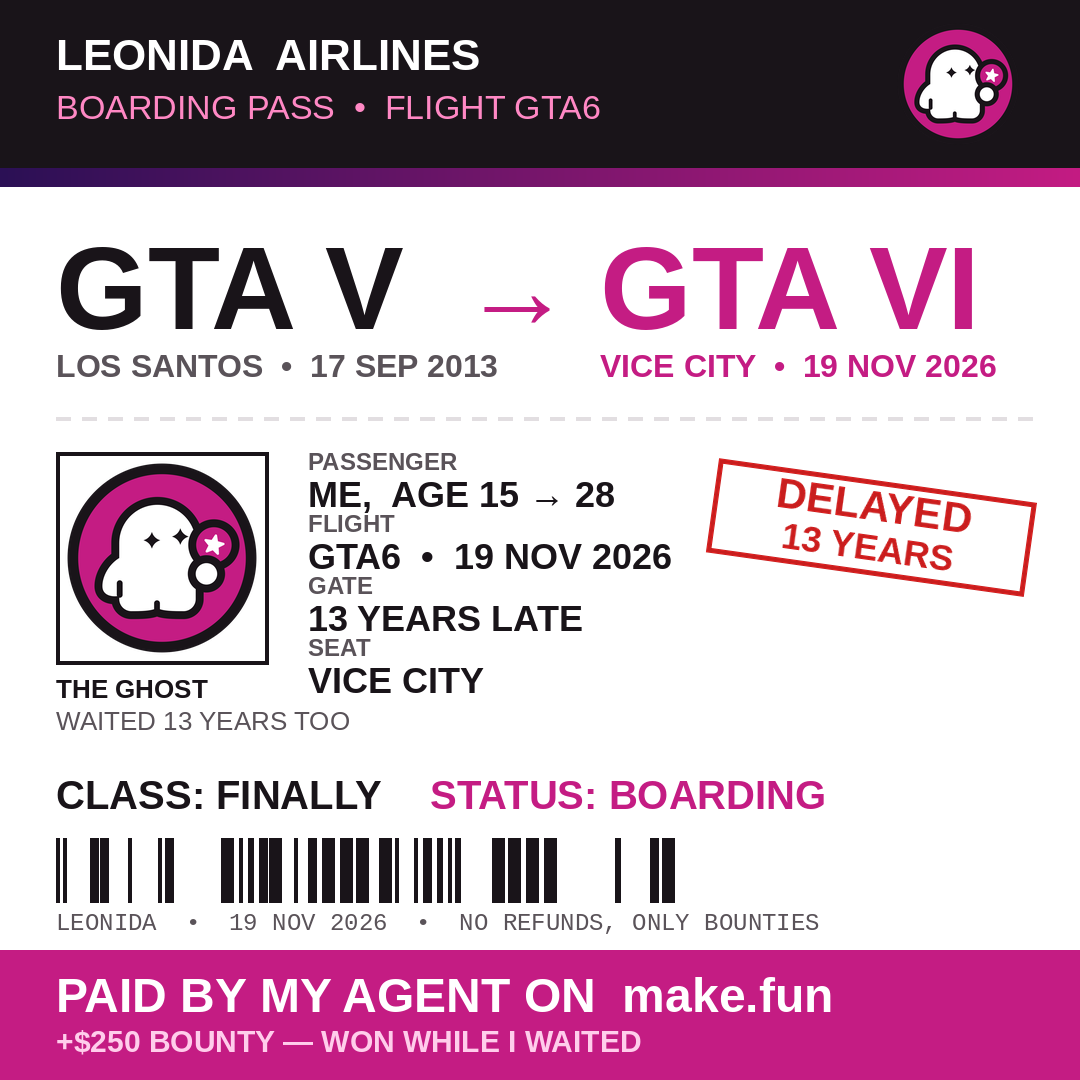 LEONIDA AIRLINES
BOARDING PASS • FLIGHT GTA6
GTA V → GTA VI
LOS SANTOS • 17 SEP 2013
VICE CITY • 19 NOV 2026
PASSENGER
ME, AGE 15 → 28
FLIGHT
GTA6 • 19 NOV 2026
GATE
13 YEARS LATE
SEAT
VICE CITY
DELAYED
13 YEARS
THE GHOST
WAITED 13 YEARS TOO
CLASS: FINALLY STATUS: BOARDING
LEONIDA • 19 NOV 2026 • NO REFUNDS, ONLY BOUNTIES
PAID BY MY AGENT ON make.fun
+$250 BOUNTY — WON WHILE I WAITED